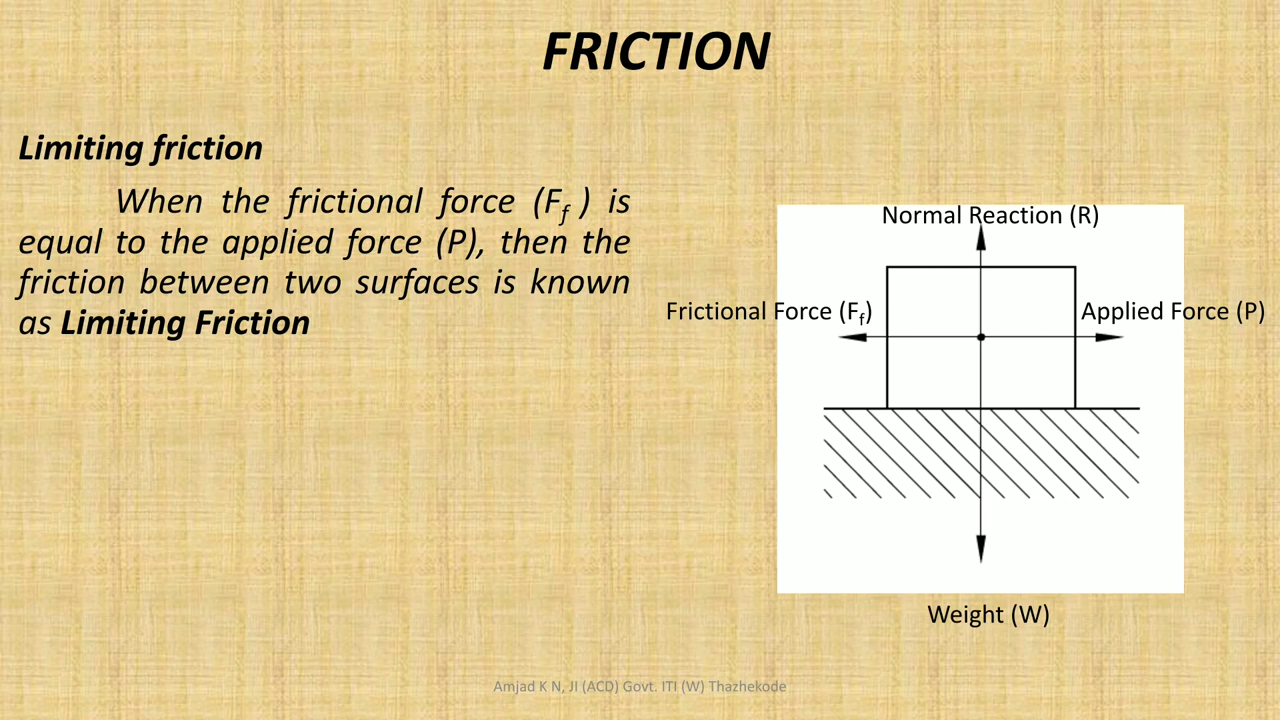 FRICTION
Limiting friction
When the frictional force (Ff ) is
equal to the applied force (P), then the
friction between two surfaces is known
as Limiting Friction
Normal Reaction (R)
Frictional Force (Ff)
Applied Force (P)
Weight (W)
Amjad K N, JI (ACD) Govt. ITI (W) Thazhekode